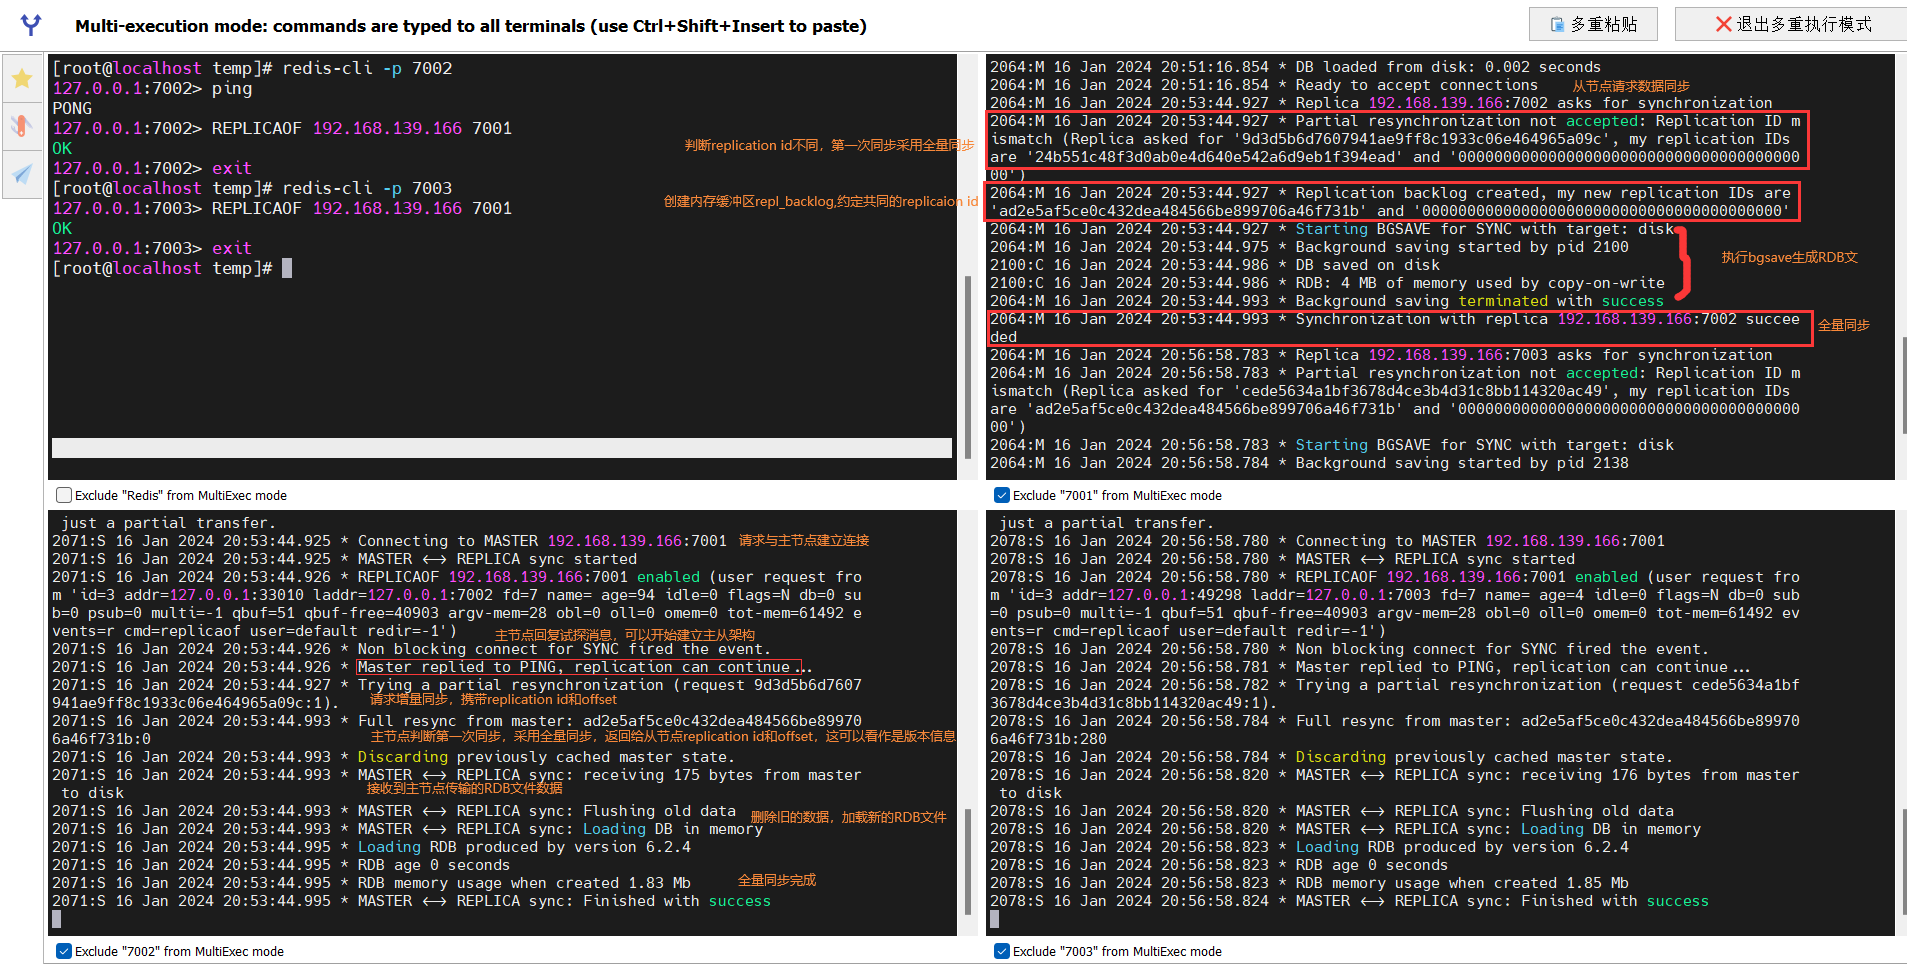 Multi-execution mode: commands are typed to all terminals (use Ctrl+Shift+Insert to paste)
多重粘贴
退出多重执行模式
[root@localhost temp]# redis-cli -p 7002
127.0.0.1:7002> ping
PONG
127.0.0.1:7002> REPLICAOF 192.168.139.166 7001
OK
127.0.0.1:7002> exit
[root@localhost temp]# redis-cli -p 7003
127.0.0.1:7003> REPLICAOF 192.168.139.166 7001
OK
127.0.0.1:7003> exit
[root@localhost temp]#
判断replication id不同，第一次同步采用全量同步
创建内存缓冲区repl_backlog,约定共同的replicaion id
Exclude "Redis" from MultiExec mode
2064:M 16 Jan 2024 20:51:16.854 * DB loaded from disk: 0.002 seconds
2064:M 16 Jan 2024 20:51:16.854 * Ready to accept connections
从节点请求数据同步
2064:M 16 Jan 2024 20:53:44.927 * Replica 192.168.139.166:7002 asks for synchronization
2064:M 16 Jan 2024 20:53:44.927 * Partial resynchronization not accepted: Replication ID m
ismatch (Replica asked for '9d3d5b6d7607941ae9ff8c1933c06e464965a09c', my replication IDs
are '24b551c48f3d0ab0e4d640e542a6d9eb1f394ead' and '00000000000000000000000000000000000000
00')
2064:M 16 Jan 2024 20:53:44.927 * Replication backlog created, my new replication IDs are
'ad2e5af5ce0c432dea484566be899706a46f731b' and '0000000000000000000000000000000000000000'
2064:M 16 Jan 2024 20:53:44.927 * Starting BGSAVE for SYNC with target: disk
2064:M 16 Jan 2024 20:53:44.975 * Background saving started by pid 2100
2100:C 16 Jan 2024 20:53:44.986 * DB saved on disk
执行bgsave生成RDB文
2100:C 16 Jan 2024 20:53:44.986 * RDB: 4 MB of memory used by copy-on-write
2064:M 16 Jan 2024 20:53:44.993 * Background saving terminated with success
2064:M 16 Jan 2024 20:53:44.993 * Synchronization with replica 192.168.139.166:7002 succee
ded
全量同步
2064:M 16 Jan 2024 20:56:58.783 * Replica 192.168.139.166:7003 asks for synchronization
2064:M 16 Jan 2024 20:56:58.783 * Partial resynchronization not accepted: Replication ID m
ismatch (Replica asked for 'cede5634a1bf3678d4ce3b4d31c8bb114320ac49', my replication IDs
are 'ad2e5af5ce0c432dea484566be899706a46f731b' and '00000000000000000000000000000000000000
00')
2064:M 16 Jan 2024 20:56:58.783 * Starting BGSAVE for SYNC with target: disk
2064:M 16 Jan 2024 20:56:58.784 * Background saving started by pid 2138
Exclude "7001" from MultiExec mode
just a partial transfer.
2071:S 16 Jan 2024 20:53:44.925 * Connecting to MASTER 192.168.139.166:7001
请求与主节点建立连接
2071:S 16 Jan 2024 20:53:44.925 * MASTER <-> REPLICA sync started
2071:S 16 Jan 2024 20:53:44.926 * REPLICAOF 192.168.139.166:7001 enabled (user request fro
m 'id=3 addr=127.0.0.1:33010 laddr=127.0.0.1:7002 fd=7 name= age=94 idle=0 flags=N db=0 su
b=0 psub=0 multi=-1 qbuf=51 qbuf-free=40903 argv-mem=28 obl=0 oll=0 omem=0 tot-mem=61492 e
vents=r cmd=replicaof user=default redir=-1')
主节点回复试探消息，可以开始建立主从架构
2071:S 16 Jan 2024 20:53:44.926 * Non blocking connect for SYNC fired the event.
2071:S 16 Jan 2024 20:53:44.926 * Master replied to PING, replication can continue...
2071:S 16 Jan 2024 20:53:44.927 * Trying a partial resynchronization (request 9d3d5b6d7607
941ae9ff8c1933c06e464965a09c:1).
请求增量同步，携带replication id和offset
2071:S 16 Jan 2024 20:53:44.993 * Full resync from master: ad2e5af5ce0c432dea484566be89970
6a46f731b:0
主节点判断第一次同步，采用全量同步，返回给从节点replication id和offset，这可以看作是版本信息
2071:S 16 Jan 2024 20:53:44.993 * Discarding previously cached master state.
2071:S 16 Jan 2024 20:53:44.993 * MASTER <-> REPLICA sync: receiving 175 bytes from master
to disk
接收到主节点传输的RDB文件数据
2071:S 16 Jan 2024 20:53:44.993 * MASTER <-> REPLICA sync: Flushing old data
删除旧的数据，加载新的RDB文件
2071:S 16 Jan 2024 20:53:44.993 * MASTER <-> REPLICA sync: Loading DB in memory
2071:S 16 Jan 2024 20:53:44.995 * Loading RDB produced by version 6.2.4
2071:S 16 Jan 2024 20:53:44.995 * RDB age 0 seconds
2071:S 16 Jan 2024 20:53:44.995 * RDB memory usage when created 1.83 Mb
全量同步完成
2071:S 16 Jan 2024 20:53:44.995 * MASTER <-> REPLICA sync: Finished with success
Exclude "7002" from MultiExec mode
just a partial transfer.
2078:S 16 Jan 2024 20:56:58.780 * Connecting to MASTER 192.168.139.166:7001
2078:S 16 Jan 2024 20:56:58.780 * MASTER <-> REPLICA sync started
2078:S 16 Jan 2024 20:56:58.780 * REPLICAOF 192.168.139.166:7001 enabled (user request fro
m 'id=3 addr=127.0.0.1:49298 laddr=127.0.0.1:7003 fd=7 name= age=4 idle=0 flags=N db=0 sub
=0 psub=0 multi=-1 qbuf=51 qbuf-free=40903 argv-mem=28 obl=0 oll=0 omem=0 tot-mem=61492 ev
ents=r cmd=replicaof user=default redir=-1')
2078:S 16 Jan 2024 20:56:58.780 * Non blocking connect for SYNC fired the event.
2078:S 16 Jan 2024 20:56:58.781 * Master replied to PING, replication can continue...
2078:S 16 Jan 2024 20:56:58.782 * Trying a partial resynchronization (request cede5634a1bf
3678d4ce3b4d31c8bb114320ac49:1).
2078:S 16 Jan 2024 20:56:58.784 * Full resync from master: ad2e5af5ce0c432dea484566be89970
6a46f731b:280
2078:S 16 Jan 2024 20:56:58.784 * Discarding previously cached master state.
2078:S 16 Jan 2024 20:56:58.820 * MASTER <-> REPLICA sync: receiving 176 bytes from master
to disk
2078:S 16 Jan 2024 20:56:58.820 * MASTER <-> REPLICA sync: Flushing old data
2078:S 16 Jan 2024 20:56:58.820 * MASTER <-> REPLICA sync: Loading DB in memory
2078:S 16 Jan 2024 20:56:58.823 * Loading RDB produced by version 6.2.4
2078:S 16 Jan 2024 20:56:58.823 * RDB age 0 seconds
2078:S 16 Jan 2024 20:56:58.823 * RDB memory usage when created 1.85 Mb
2078:S 16 Jan 2024 20:56:58.824 * MASTER <-> REPLICA sync: Finished with success
Exclude "7003" from MultiExec mode